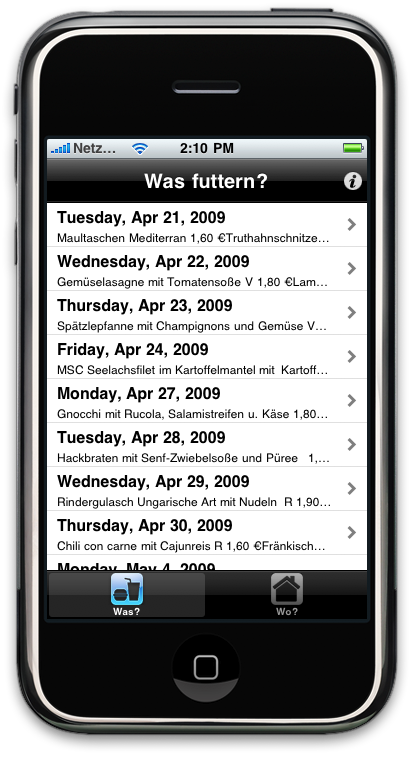 Netz... 2:10 PM
Was futtern?
Tuesday, Apr 21, 2009
Maultaschen Mediterran 1,60 €Truthahnschnitze...
Wednesday, Apr 22, 2009
Gemüselasagne mit Tomatensoße V 1,80 €Lam...
Thursday, Apr 23, 2009
Spätzlepfanne mit Champignons und Gemüse V...
Friday, Apr 24, 2009
MSC Seelachsfilet im Kartoffelmantel mit Kartoff...
Monday, Apr 27, 2009
Gnocchi mit Rucola, Salamistreifen u. Käse 1,80...
Tuesday, Apr 28, 2009
Hackbraten mit Senf-Zwiebelsoße und Püree 1,...
Wednesday, Apr 29, 2009
Rindergulasch Ungarische Art mit Nudeln R 1,90...
Thursday, Apr 30, 2009
Chili con carne mit Cajunreis R 1,60 €Fränkisch...
Monday, May 4, 2009
Was? Wo?